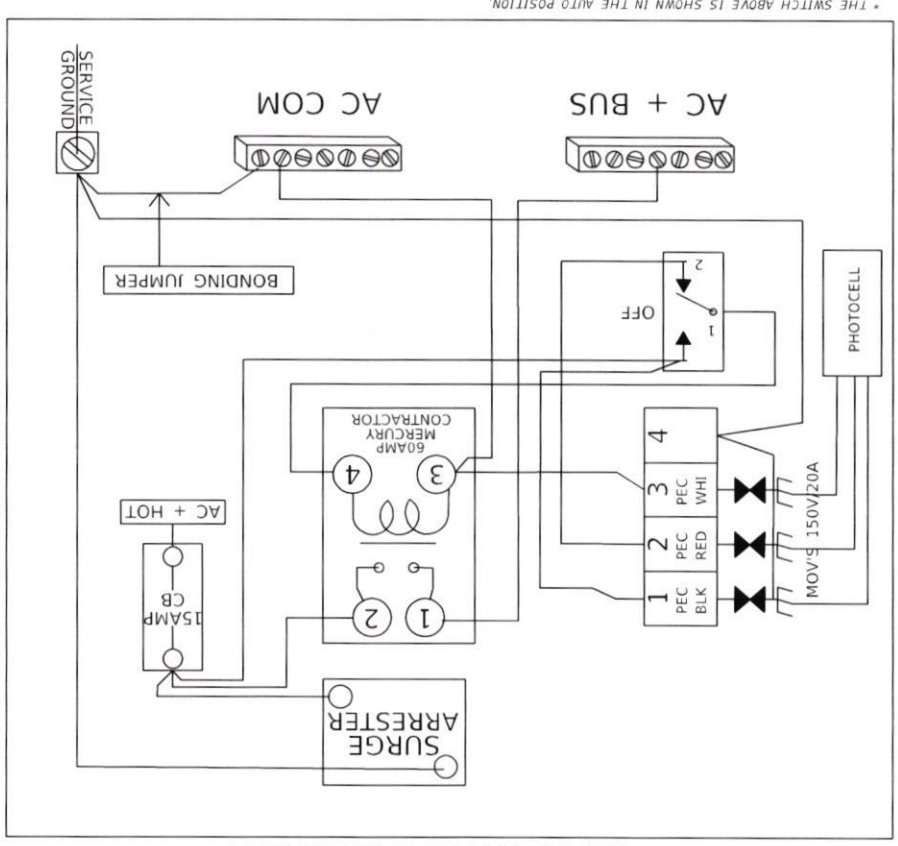 * THE SWITCH ABOVE IS SHOWN IN THE AUTO POSITION.
SERVICE
GROUND
AC COM
AC + BUS
BONDING JUMPER
2
OFF
1
PHOTOCELL
60AMP
MERCURY
CONTRACTOR
4
3
2
1
AC + HOT
15AMP
CB
SURGE
ARRESTER
4
3
PEC
WHI
2
PEC
RED
1
PEC
BLK
MOV'S 150V/20A